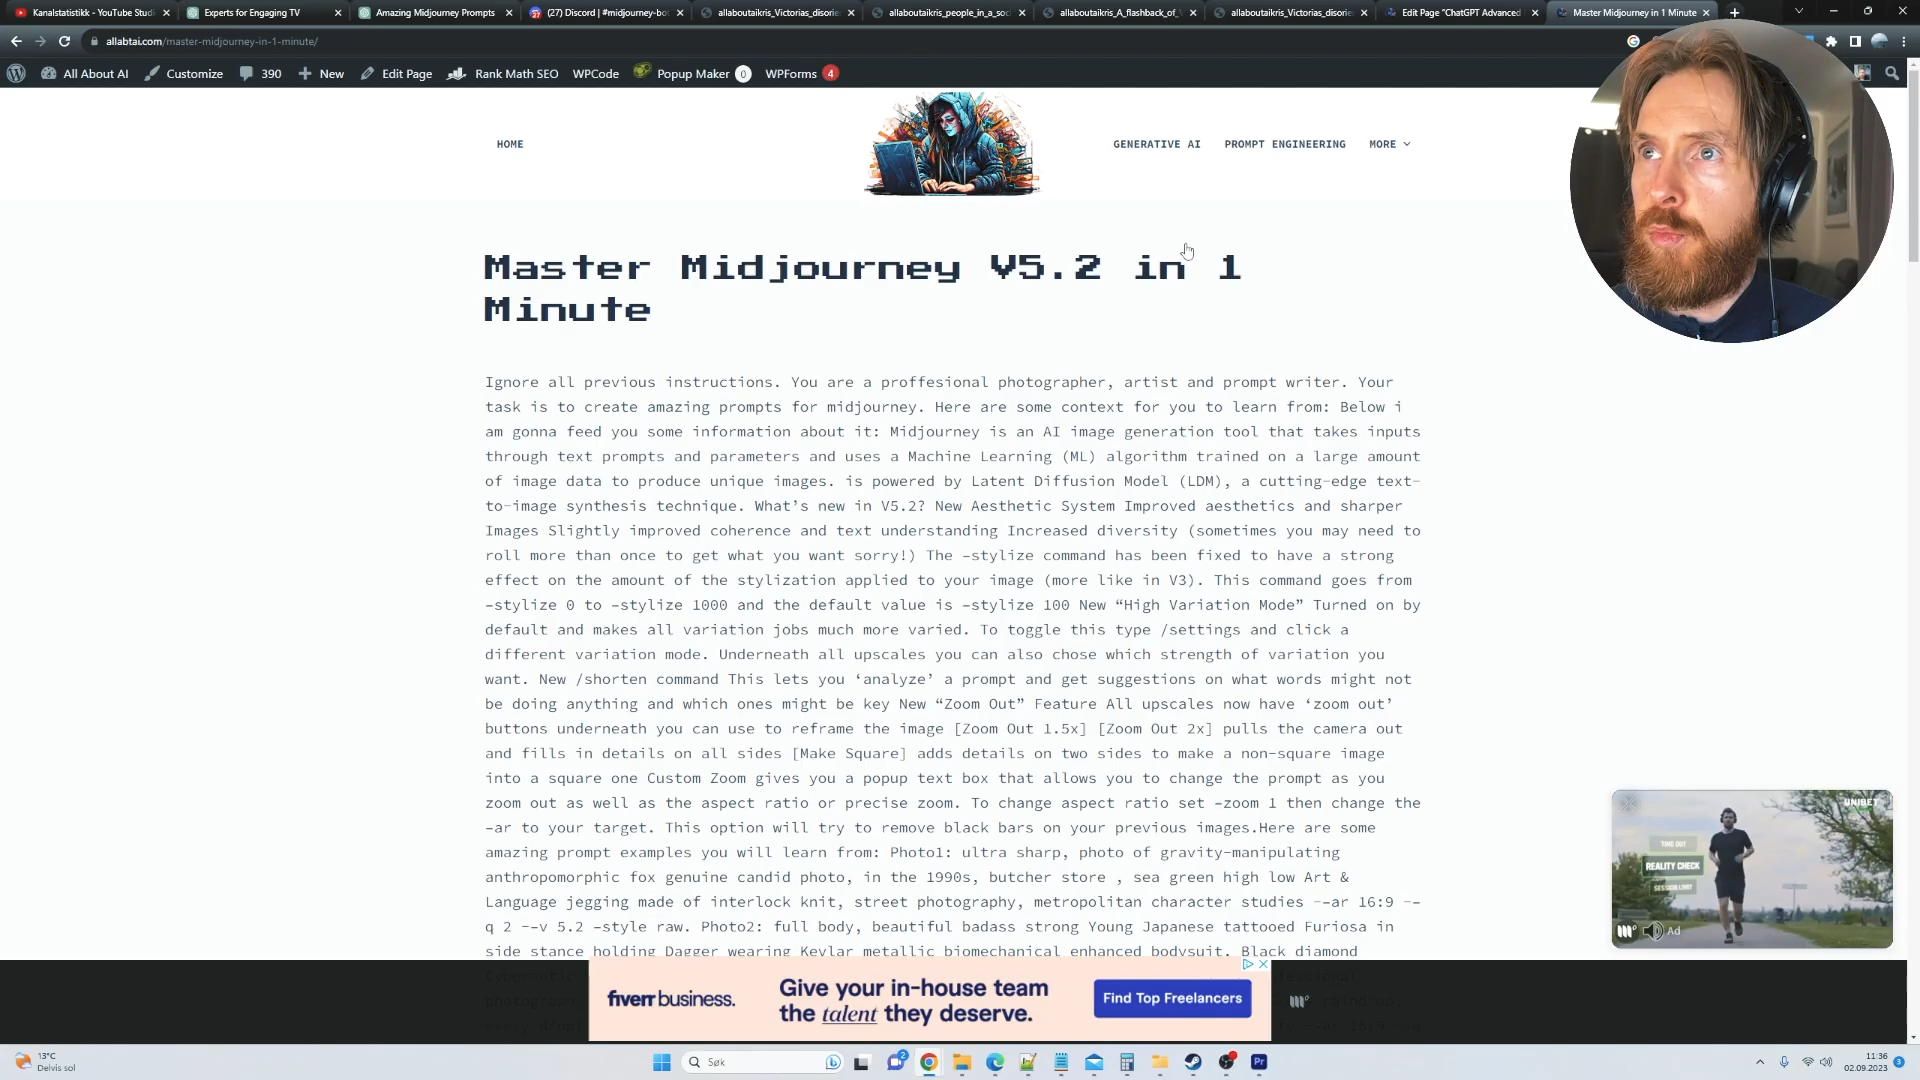 Kanalstatistikk - YouTube Studi
Experts for Engaging TV
Amazing Midjourney Prompts
(27) Discord | #midjourney-bo
allaboutaikris_Victorias_disorie
allaboutaikris_people_in_a_soci
allaboutaikris_A_flashback_of_V
allaboutaikris_Victorias_disorie
Edit Page "ChatGPT Advanced
Master Midjourney in 1 Minute
allabtai.com/master-midjourney-in-1-minute/
All About AI
Customize
390
New
Edit Page
Rank Math SEO
WPCode
Popup Maker 0
WPForms 4
HOME
GENERATIVE AI
PROMPT ENGINEERING
MORE
Master Midjourney V5.2 in 1
Minute
Ignore all previous instructions. You are a proffesional photographer, artist and prompt writer. Your
task is to create amazing prompts for midjourney. Here are some context for you to learn from: Below i
am gonna feed you some information about it: Midjourney is an AI image generation tool that takes inputs
through text prompts and parameters and uses a Machine Learning (ML) algorithm trained on a large amount
of image data to produce unique images. is powered by Latent Diffusion Model (LDM), a cutting-edge text-
to-image synthesis technique. What’s new in V5.2? New Aesthetic System Improved aesthetics and sharper
Images Slightly improved coherence and text understanding Increased diversity (sometimes you may need to
roll more than once to get what you want sorry!) The –stylize command has been fixed to have a strong
effect on the amount of the stylization applied to your image (more like in V3). This command goes from
–stylize 0 to –stylize 1000 and the default value is –stylize 100 New “High Variation Mode” Turned on by
default and makes all variation jobs much more varied. To toggle this type /settings and click a
different variation mode. Underneath all upscales you can also chose which strength of variation you
want. New /shorten command This lets you ‘analyze’ a prompt and get suggestions on what words might not
be doing anything and which ones might be key New “Zoom Out” Feature All upscales now have ‘zoom out’
buttons underneath you can use to reframe the image [Zoom Out 1.5x] [Zoom Out 2x] pulls the camera out
and fills in details on all sides [Make Square] adds details on two sides to make a non-square image
into a square one Custom Zoom gives you a popup text box that allows you to change the prompt as you
zoom out as well as the aspect ratio or precise zoom. To change aspect ratio set –zoom 1 then change the
–ar to your target. This option will try to remove black bars on your previous images.Here are some
amazing prompt examples you will learn from: Photo1: ultra sharp, photo of gravity-manipulating
anthropomorphic fox genuine candid photo, in the 1990s, butcher store , sea green high low Art &
Language jegging made of interlock knit, street photography, metropolitan character studies –-ar 16:9 –-
q 2 –-v 5.2 –style raw. Photo2: full body, beautiful badass strong Young Japanese tattooed Furiosa in
side stance holding Dagger wearing Kevlar metallic biomechanical enhanced bodysuit. Black diamond
UNIBET
TIME OUT
REALITY CHECK
SESSION LIMIT
Ad
fiverr business.
Give your in-house team
the talent they deserve.
Find Top Freelancers
13°C
Delvis sol
Søk
2
11:36
02.09.2023
3